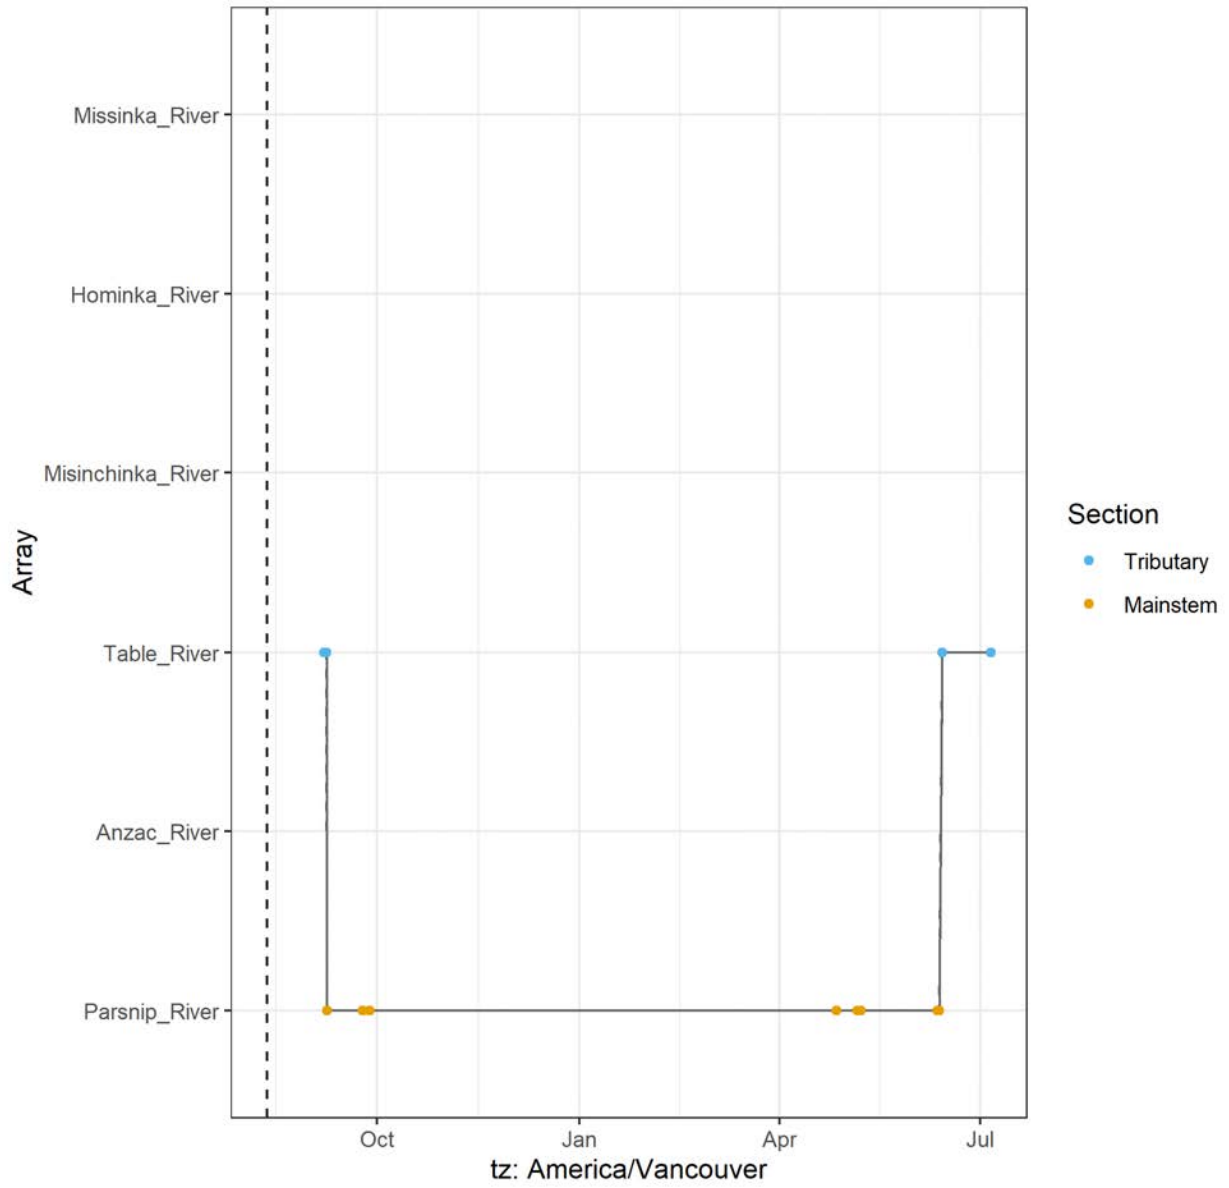 Missinka_River
Hominka_River
Misinchinka_River
Table_River
Anzac_River
Parsnip_River
Array
Oct Jan Apr Jul
tz: America/Vancouver
Section
Tributary
Mainstem